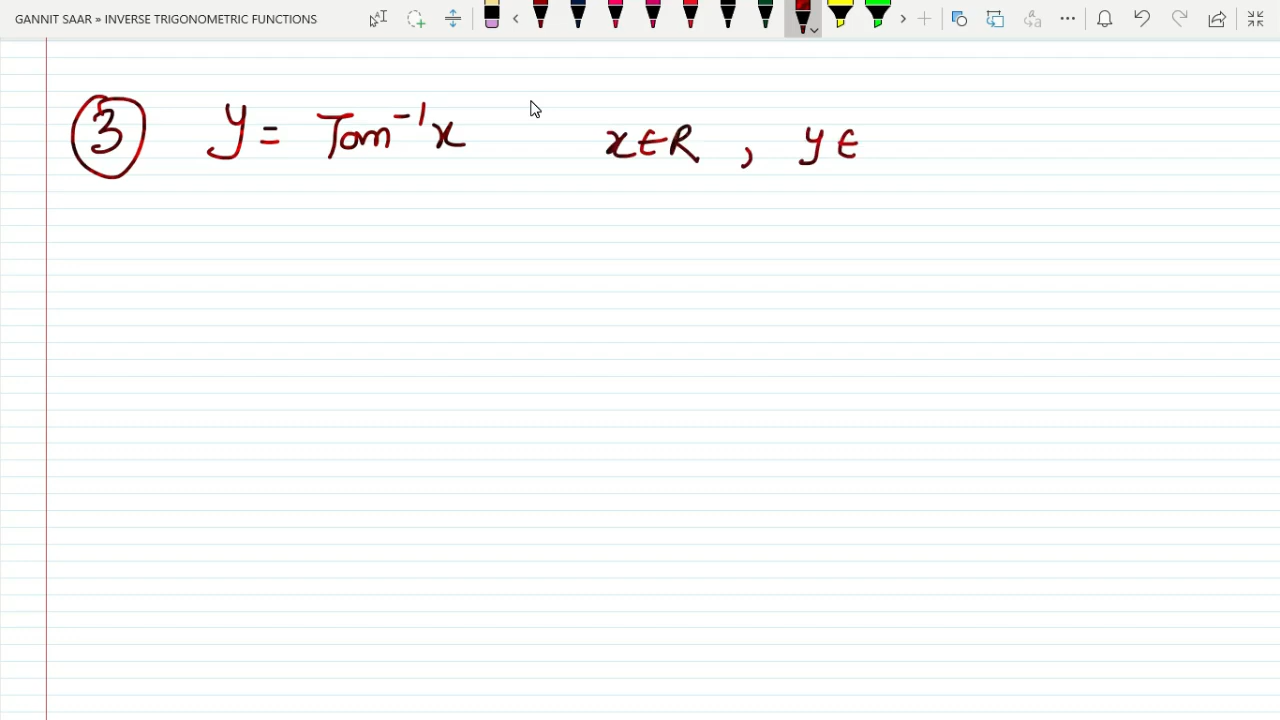 GANNIT SAAR » INVERSE TRIGONOMETRIC FUNCTIONS
3 y = Tan⁻¹x x∈R , y∈